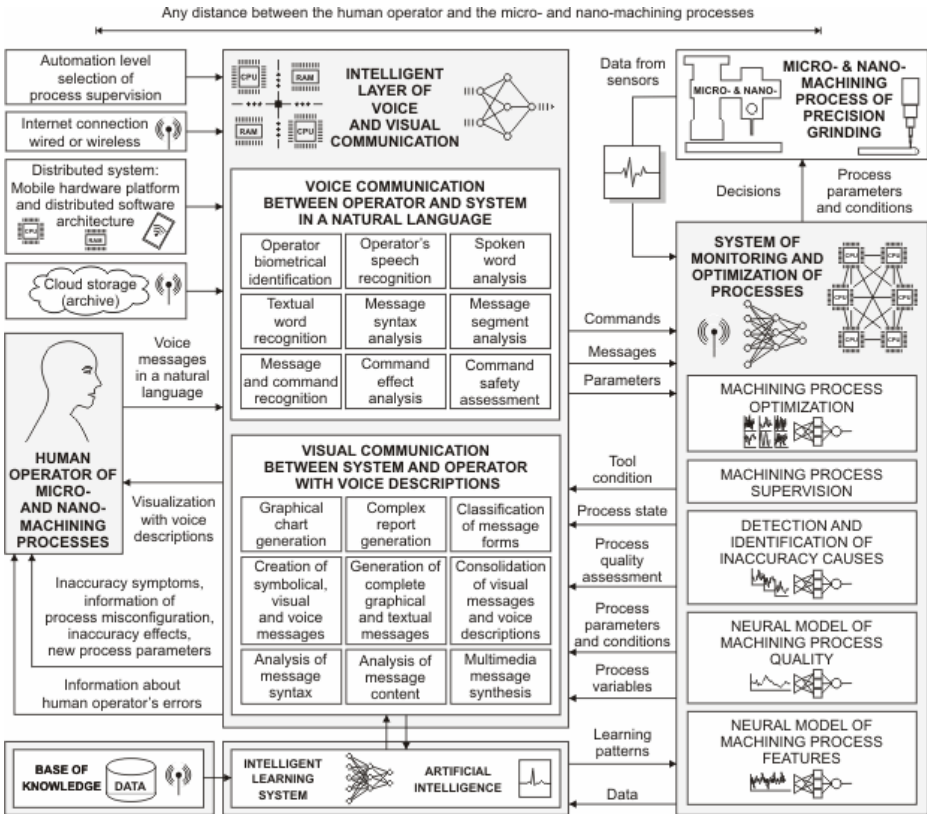 Any distance between the human operator and the micro- and nano-machining processes
Automation level
selection of
process supervision
Internet connection
wired or wireless
Distributed system:
Mobile hardware platform
and distributed software
architecture
CPU
RAM
Cloud storage
(archive)
HUMAN
OPERATOR OF
MICRO-
AND NANO-
MACHINING
PROCESSES
Voice
messages
in a natural
language
Visualization
with voice
descriptions
Inaccuracy symptoms,
information of
process misconfiguration,
inaccuracy effects,
new process parameters
Information about
human operator's errors
BASE OF
KNOWLEDGE
DATA
CPU
RAM
RAM
CPU
INTELLIGENT
LAYER OF
VOICE
AND VISUAL
COMMUNICATION
VOICE COMMUNICATION
BETWEEN OPERATOR AND SYSTEM
IN A NATURAL LANGUAGE
Operator
biometrical
identification
Operator's
speech
recognition
Spoken
word
analysis
Textual
word
recognition
Message
syntax
analysis
Message
segment
analysis
Message
and command
recognition
Command
effect
analysis
Command
safety
assessment
VISUAL COMMUNICATION
BETWEEN SYSTEM AND OPERATOR
WITH VOICE DESCRIPTIONS
Graphical
chart
generation
Complex
report
generation
Classification
of message
forms
Creation of
symbolical,
visual
and voice
messages
Generation of
complete
graphical
and textual
messages
Consolidation
of visual
messages
and voice
descriptions
Analysis of
message
syntax
Analysis of
message
content
Multimedia
message
synthesis
INTELLIGENT
LEARNING
SYSTEM
ARTIFICIAL
INTELLIGENCE
Data from
sensors
Commands
Messages
Parameters
Tool
condition
Process state
Process
quality
assessment
Process
parameters
and conditions
Process
variables
Learning
patterns
Data
MICRO- & NANO-
MICRO- & NANO-
MACHINING
PROCESS OF
PRECISION
GRINDING
Decisions
Process
parameters
and conditions
SYSTEM OF
MONITORING AND
OPTIMIZATION OF
PROCESSES
CPU
CPU
CPU
CPU
CPU
CPU
MACHINING PROCESS
OPTIMIZATION
MACHINING PROCESS
SUPERVISION
DETECTION AND
IDENTIFICATION OF
INACCURACY CAUSES
NEURAL MODEL OF
MACHINING PROCESS
QUALITY
NEURAL MODEL OF
MACHINING PROCESS
FEATURES